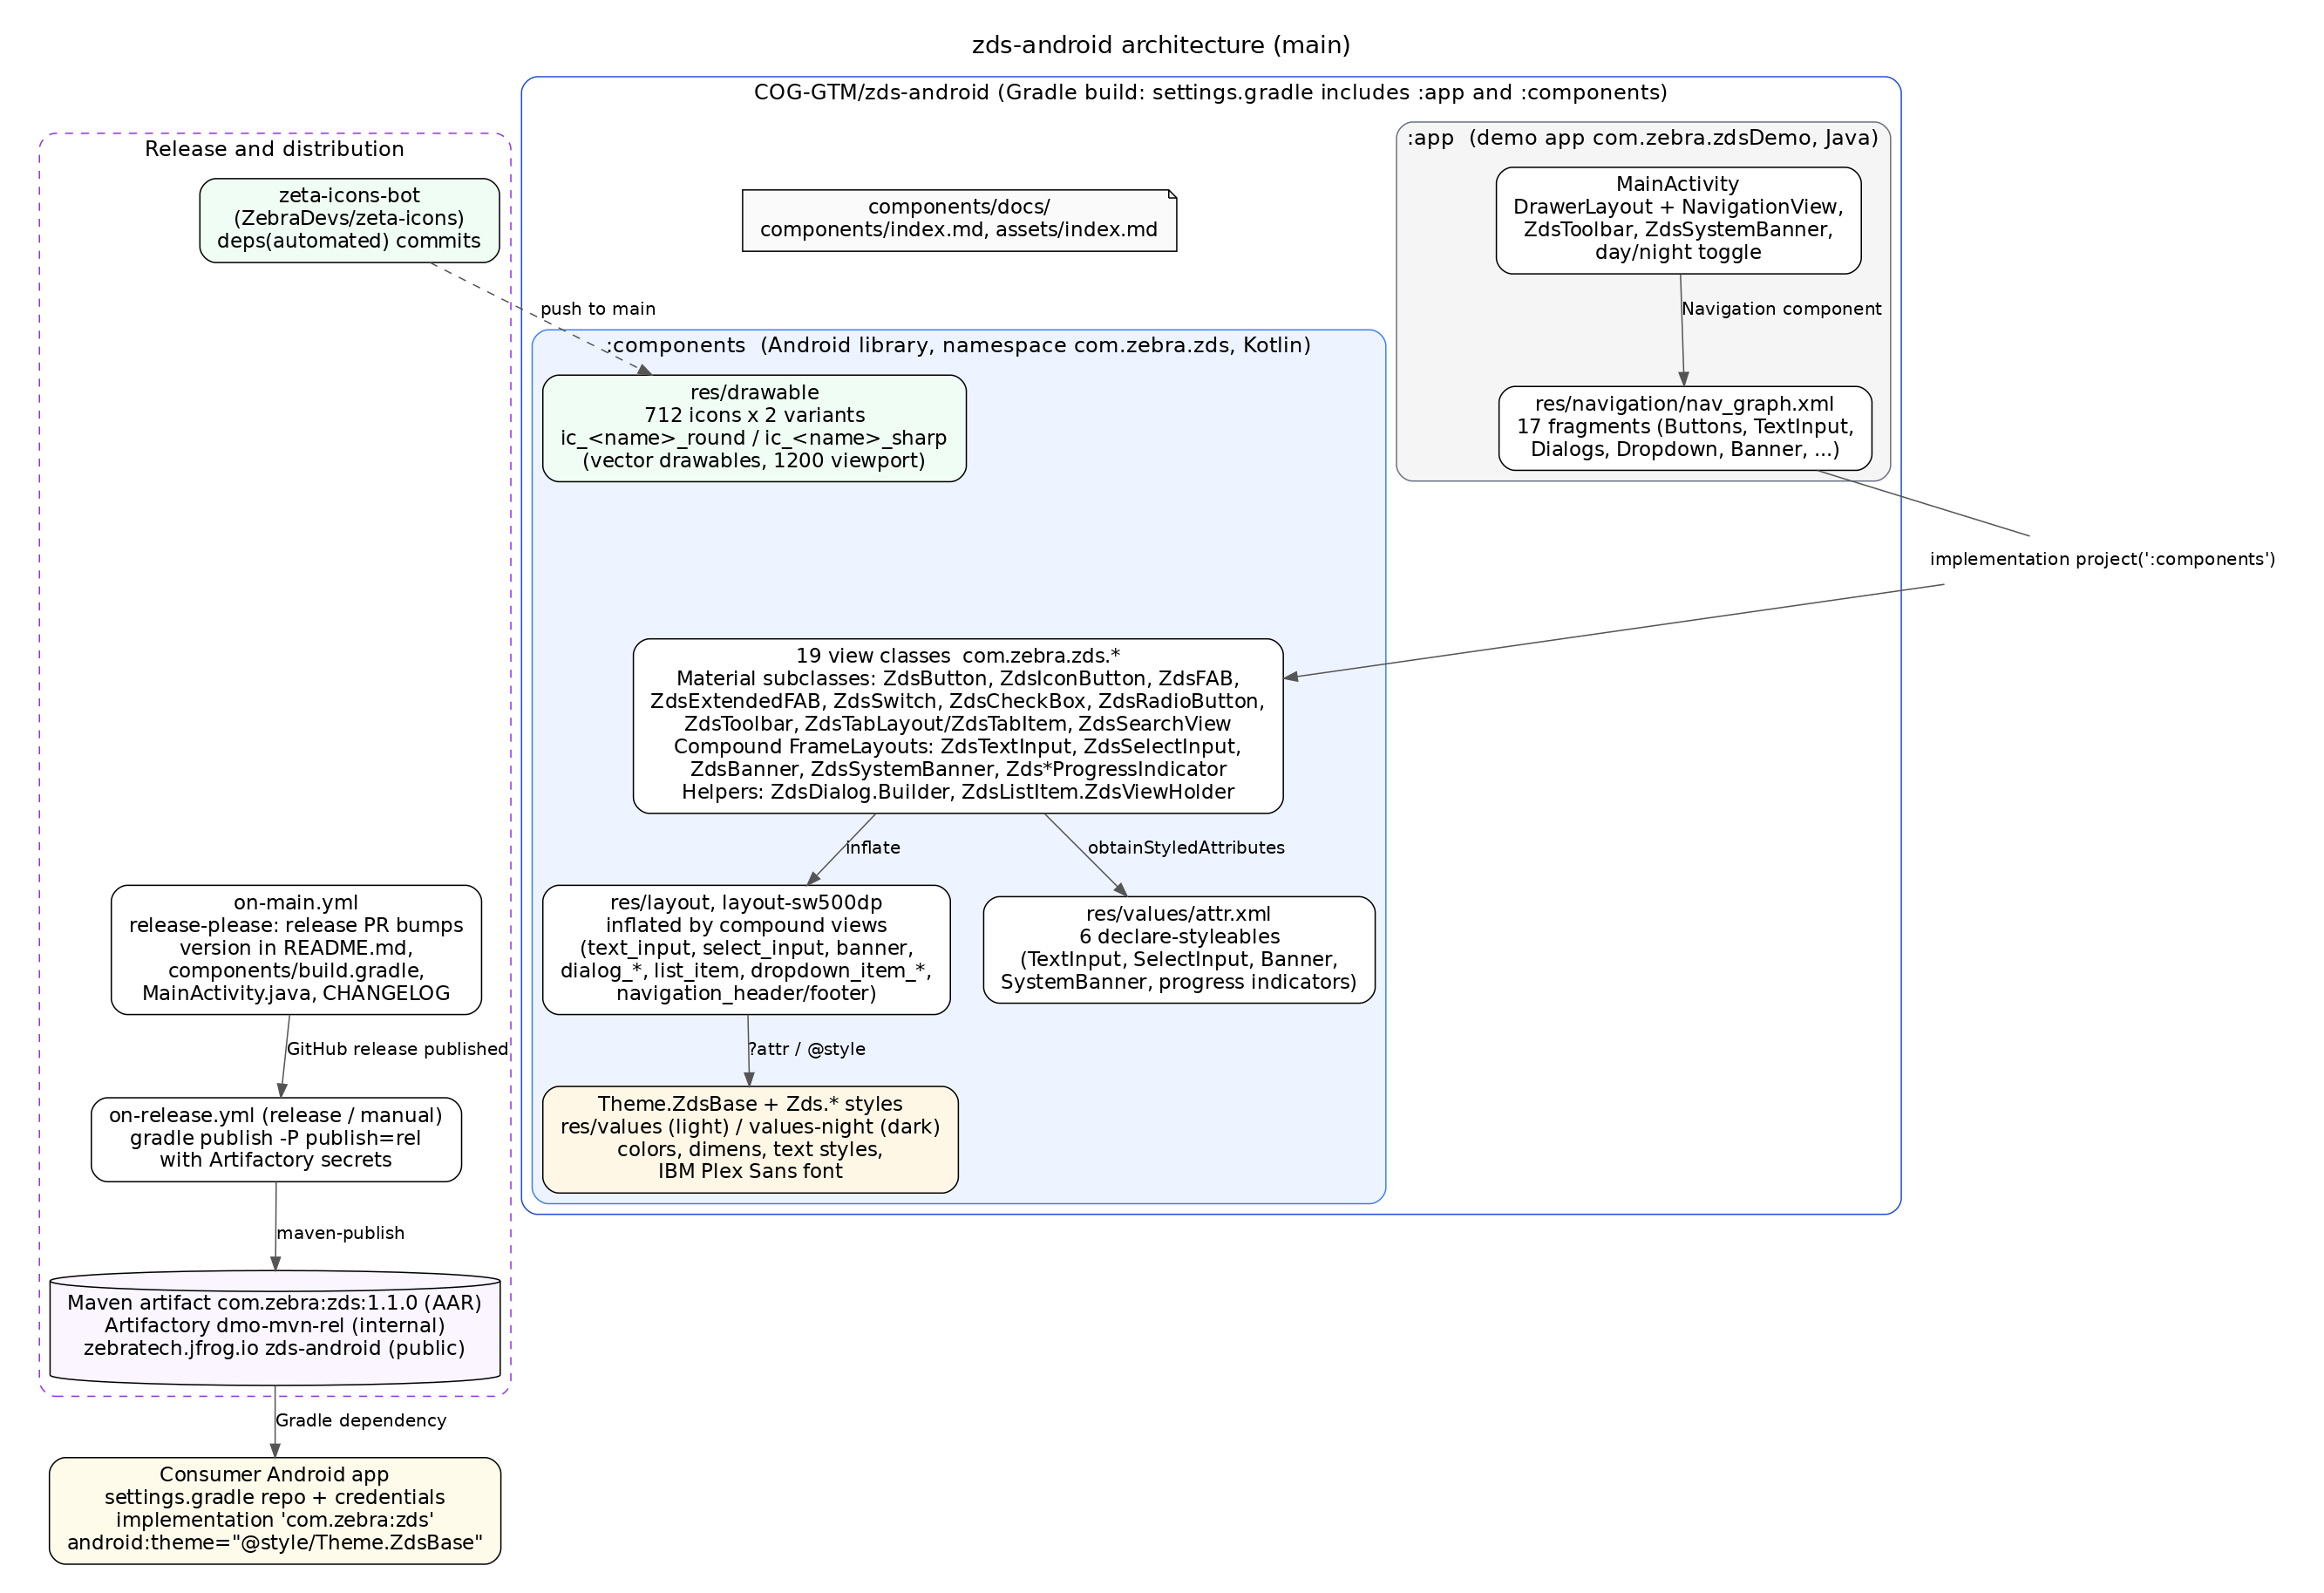 zds-android architecture (main)
COG-GTM/zds-android (Gradle build: settings.gradle includes :app and :components)
Release and distribution
zeta-icons-bot
(ZebraDevs/zeta-icons)
deps(automated) commits
push to main
components/docs/
components/index.md, assets/index.md
:app  (demo app com.zebra.zdsDemo, Java)
MainActivity
DrawerLayout + NavigationView,
ZdsToolbar, ZdsSystemBanner,
day/night toggle
Navigation component
res/navigation/nav_graph.xml
17 fragments (Buttons, TextInput,
Dialogs, Dropdown, Banner, ...)
implementation project(':components')
:components  (Android library, namespace com.zebra.zds, Kotlin)
res/drawable
712 icons x 2 variants
ic_<name>_round / ic_<name>_sharp
(vector drawables, 1200 viewport)
19 view classes  com.zebra.zds.*
Material subclasses: ZdsButton, ZdsIconButton, ZdsFAB,
ZdsExtendedFAB, ZdsSwitch, ZdsCheckBox, ZdsRadioButton,
ZdsToolbar, ZdsTabLayout/ZdsTabItem, ZdsSearchView
Compound FrameLayouts: ZdsTextInput, ZdsSelectInput,
ZdsBanner, ZdsSystemBanner, Zds*ProgressIndicator
Helpers: ZdsDialog.Builder, ZdsListItem.ZdsViewHolder
inflate
obtainStyledAttributes
res/layout, layout-sw500dp
inflated by compound views
(text_input, select_input, banner,
dialog_*, list_item, dropdown_item_*,
navigation_header/footer)
res/values/attr.xml
6 declare-styleables
(TextInput, SelectInput, Banner,
SystemBanner, progress indicators)
?attr / @style
Theme.ZdsBase + Zds.* styles
res/values (light) / values-night (dark)
colors, dimens, text styles,
IBM Plex Sans font
on-main.yml
release-please: release PR bumps
version in README.md,
components/build.gradle,
MainActivity.java, CHANGELOG
GitHub release published
on-release.yml (release / manual)
gradle publish -P publish=rel
with Artifactory secrets
maven-publish
Maven artifact com.zebra:zds:1.1.0 (AAR)
Artifactory dmo-mvn-rel (internal)
zebratech.jfrog.io zds-android (public)
Gradle dependency
Consumer Android app
settings.gradle repo + credentials
implementation 'com.zebra:zds'
android:theme="@style/Theme.ZdsBase"